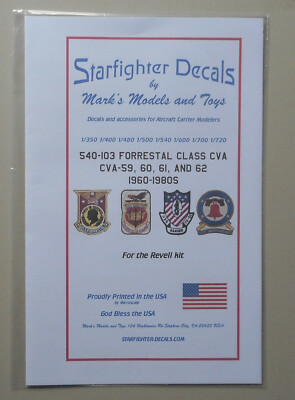 Starfighter Decals
by
Mark's Models and Toys
Decals and accessories for Aircraft Carrier Modelers
1/350 1/400 1/480 1/500 1/540 1/600 1/700 1/720
540-103 FORRESTAL CLASS CVA
CVA-59, 60, 61, AND 62
1960-1980S
For the Revell kit
Proudly Printed in the USA
by Microscale
God Bless the USA
STARFIGHTER-DECALS.COM